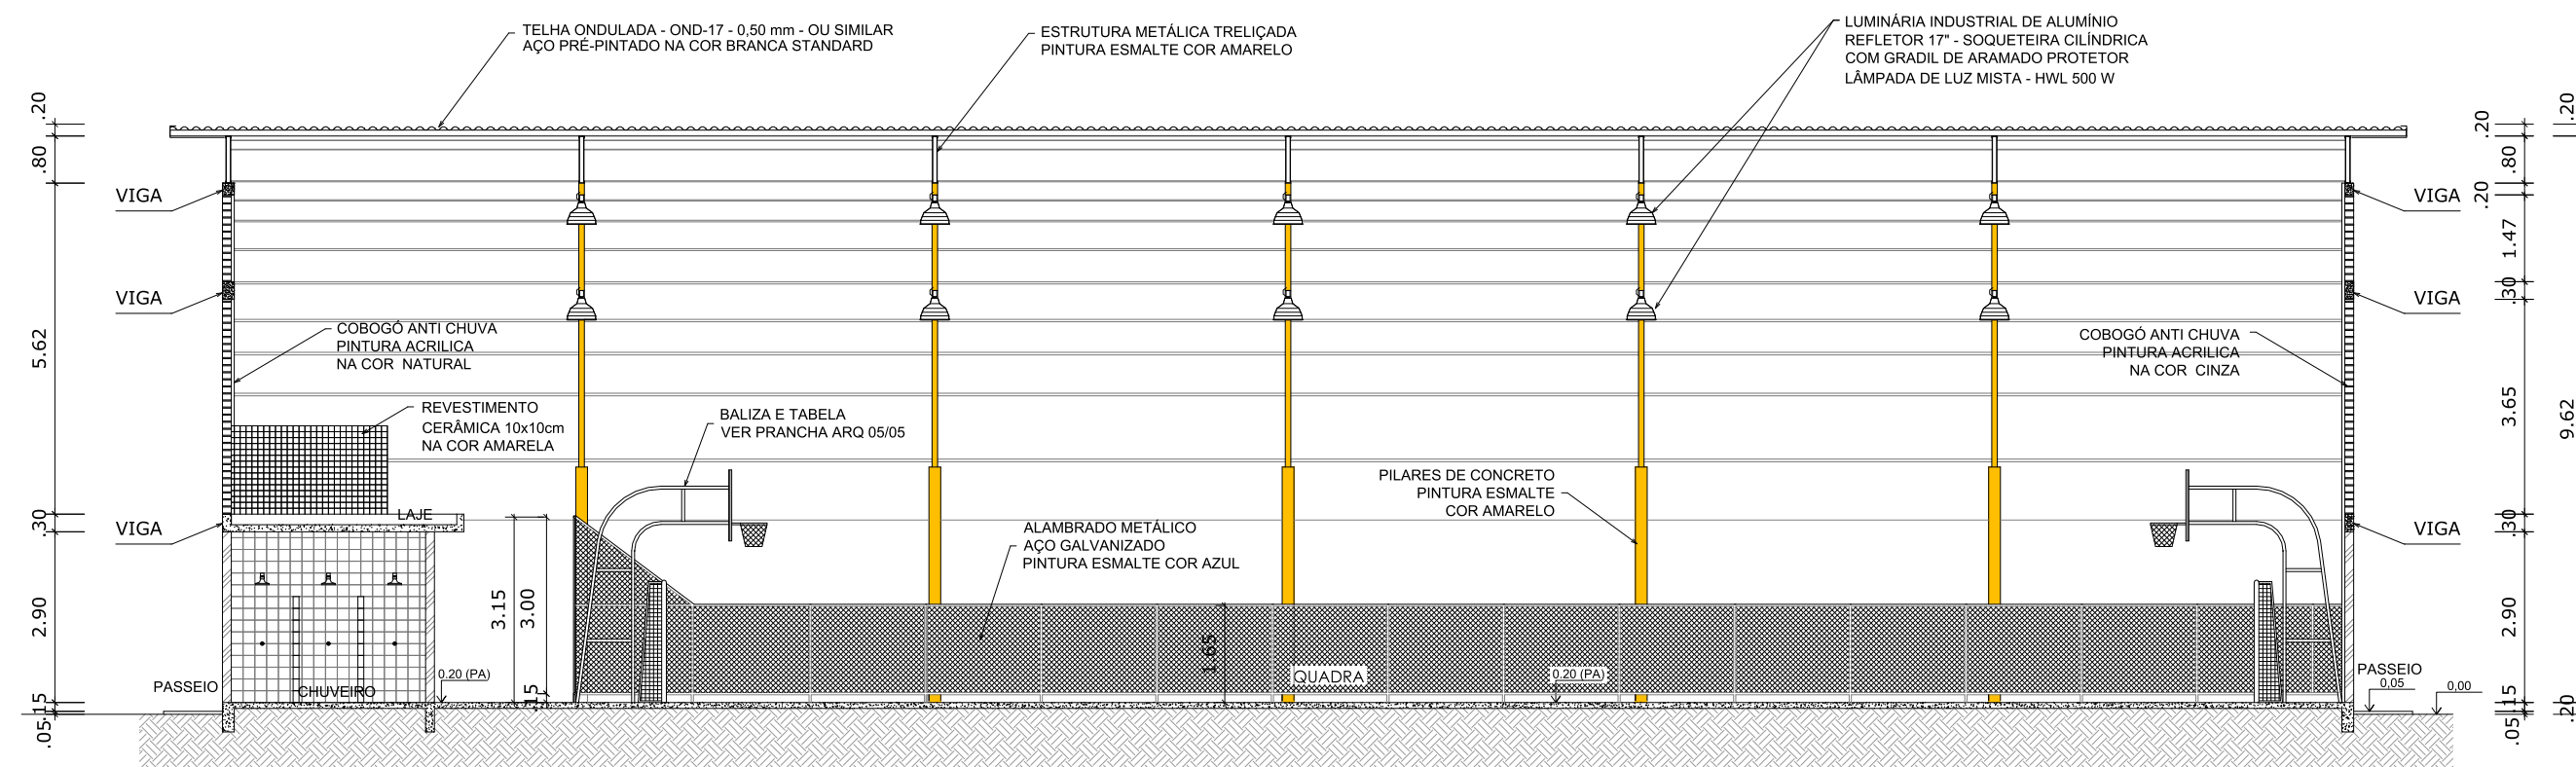 TELHA ONDULADA - OND-17 - 0,50 mm - OU SIMILAR
AÇO PRÉ-PINTADO NA COR BRANCA STANDARD
ESTRUTURA METÁLICA TRELIÇADA
PINTURA ESMALTE COR AMARELO
LUMINÁRIA INDUSTRIAL DE ALUMÍNIO
REFLETOR 17" - SOQUETEIRA CILÍNDRICA
COM GRADIL DE ARAMADO PROTETOR
LÂMPADA DE LUZ MISTA - HWL 500 W
.20
.80
5.62
.30
2.90
.15
.05
VIGA
VIGA
VIGA
COBOGÓ ANTI CHUVA
PINTURA ACRILICA
NA COR NATURAL
REVESTIMENTO
CERÂMICA 10x10cm
NA COR AMARELA
BALIZA E TABELA
VER PRANCHA ARQ 05/05
LAJE
PASSEIO
CHUVEIRO
0.20 (PA)
3.15
3.00
.15
ALAMBRADO METÁLICO
AÇO GALVANIZADO
PINTURA ESMALTE COR AZUL
1.65
QUADRA
PILARES DE CONCRETO
PINTURA ESMALTE
COR AMARELO
0.20 (PA)
COBOGÓ ANTI CHUVA
PINTURA ACRILICA
NA COR CINZA
VIGA
VIGA
VIGA
PASSEIO
0,05
0,00
.20
.80
.20
1.47
.30
3.65
.30
2.90
.15
.05
.20
9.62
.20